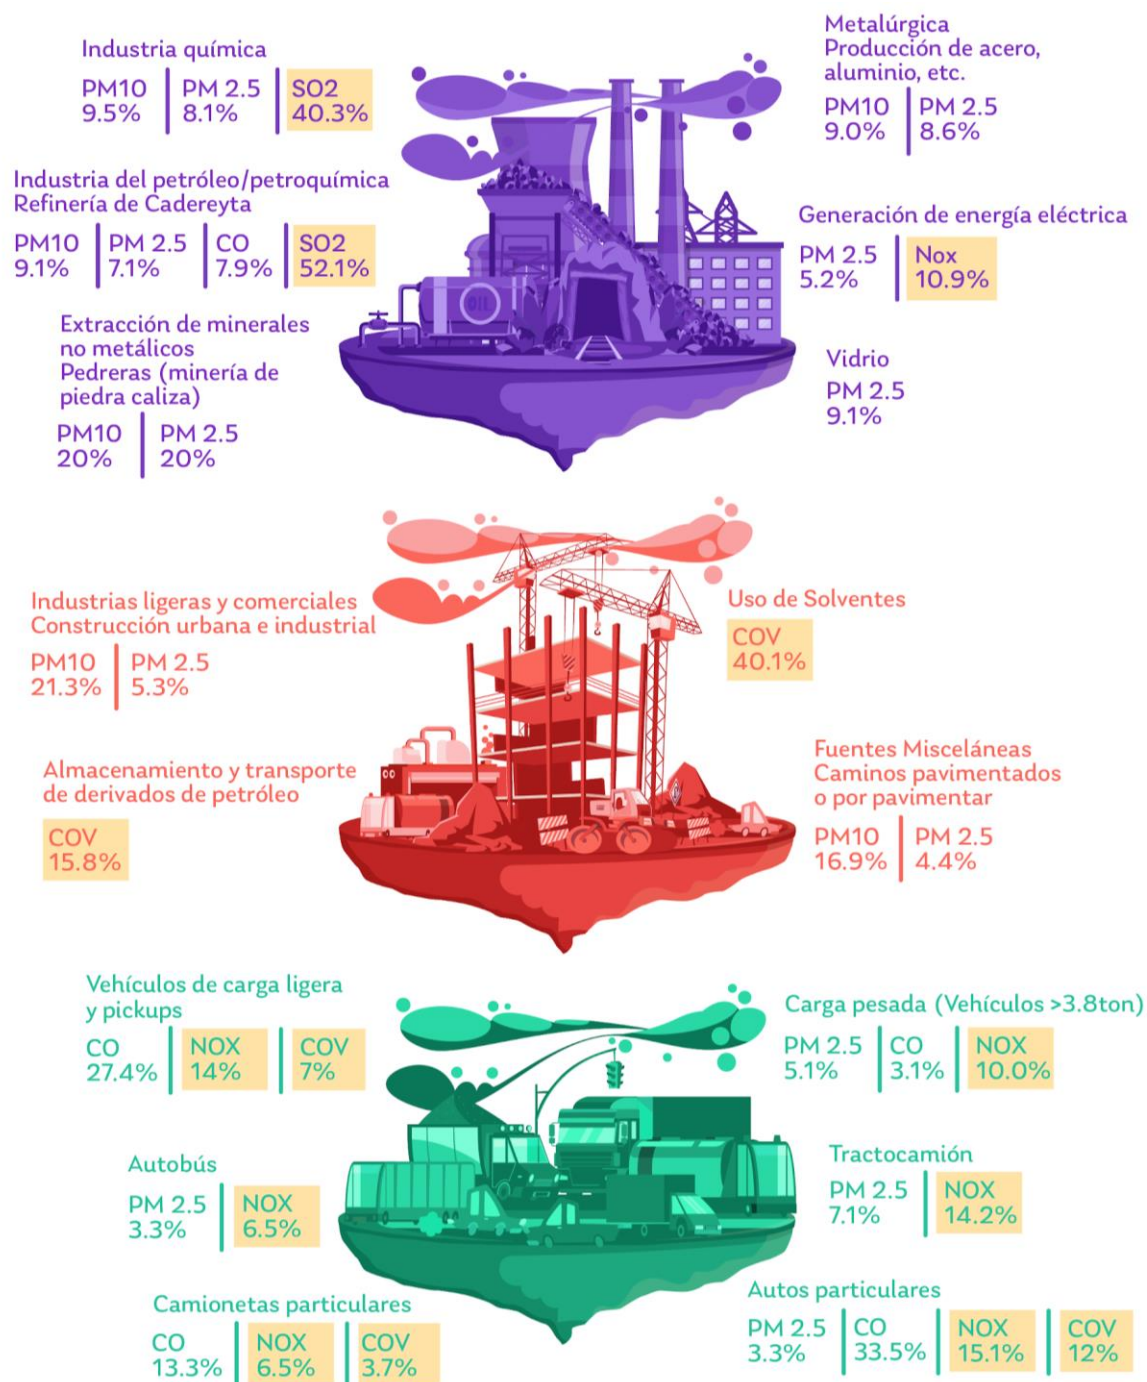 Industria química
PM10 PM 2.5 SO2
9.5% 8.1% 40.3%
Metalúrgica
Producción de acero,
aluminio, etc.
PM10 PM 2.5
9.0% 8.6%
Industria del petróleo/petroquímica
Refinería de Cadereyta
PM10 PM 2.5 CO SO2
9.1% 7.1% 7.9% 52.1%
Generación de energía eléctrica
PM 2.5 Nox
5.2% 10.9%
OIL
Extracción de minerales
no metálicos
Pedreras (minería de
piedra caliza)
PM10 PM 2.5
20% 20%
Vidrio
PM 2.5
9.1%
Industrias ligeras y comerciales
Construcción urbana e industrial
PM10 PM 2.5
21.3% 5.3%
Uso de Solventes
COV
40.1%
Almacenamiento y transporte
de derivados de petróleo
COV
15.8%
Fuentes Misceláneas
Caminos pavimentados
o por pavimentar
PM10 PM 2.5
16.9% 4.4%
Vehículos de carga ligera
y pickups
CO NOX COV
27.4% 14% 7%
Carga pesada (Vehículos >3.8ton)
PM 2.5 CO NOX
5.1% 3.1% 10.0%
Autobús
PM 2.5 NOX
3.3% 6.5%
Tractocamión
PM 2.5 NOX
7.1% 14.2%
Camionetas particulares
CO NOX COV
13.3% 6.5% 3.7%
Autos particulares
PM 2.5 CO NOX COV
3.3% 33.5% 15.1% 12%